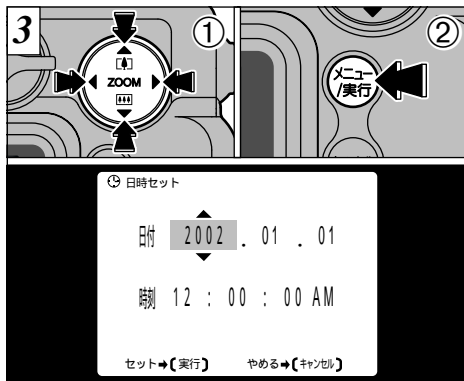 3
①
ZOOM
②
メニュー
/実行
日時セット
日付 2002 . 01 . 01
時刻 12 : 00 : 00 AM
セット➜【実行】 やめる➜【キャンセル】